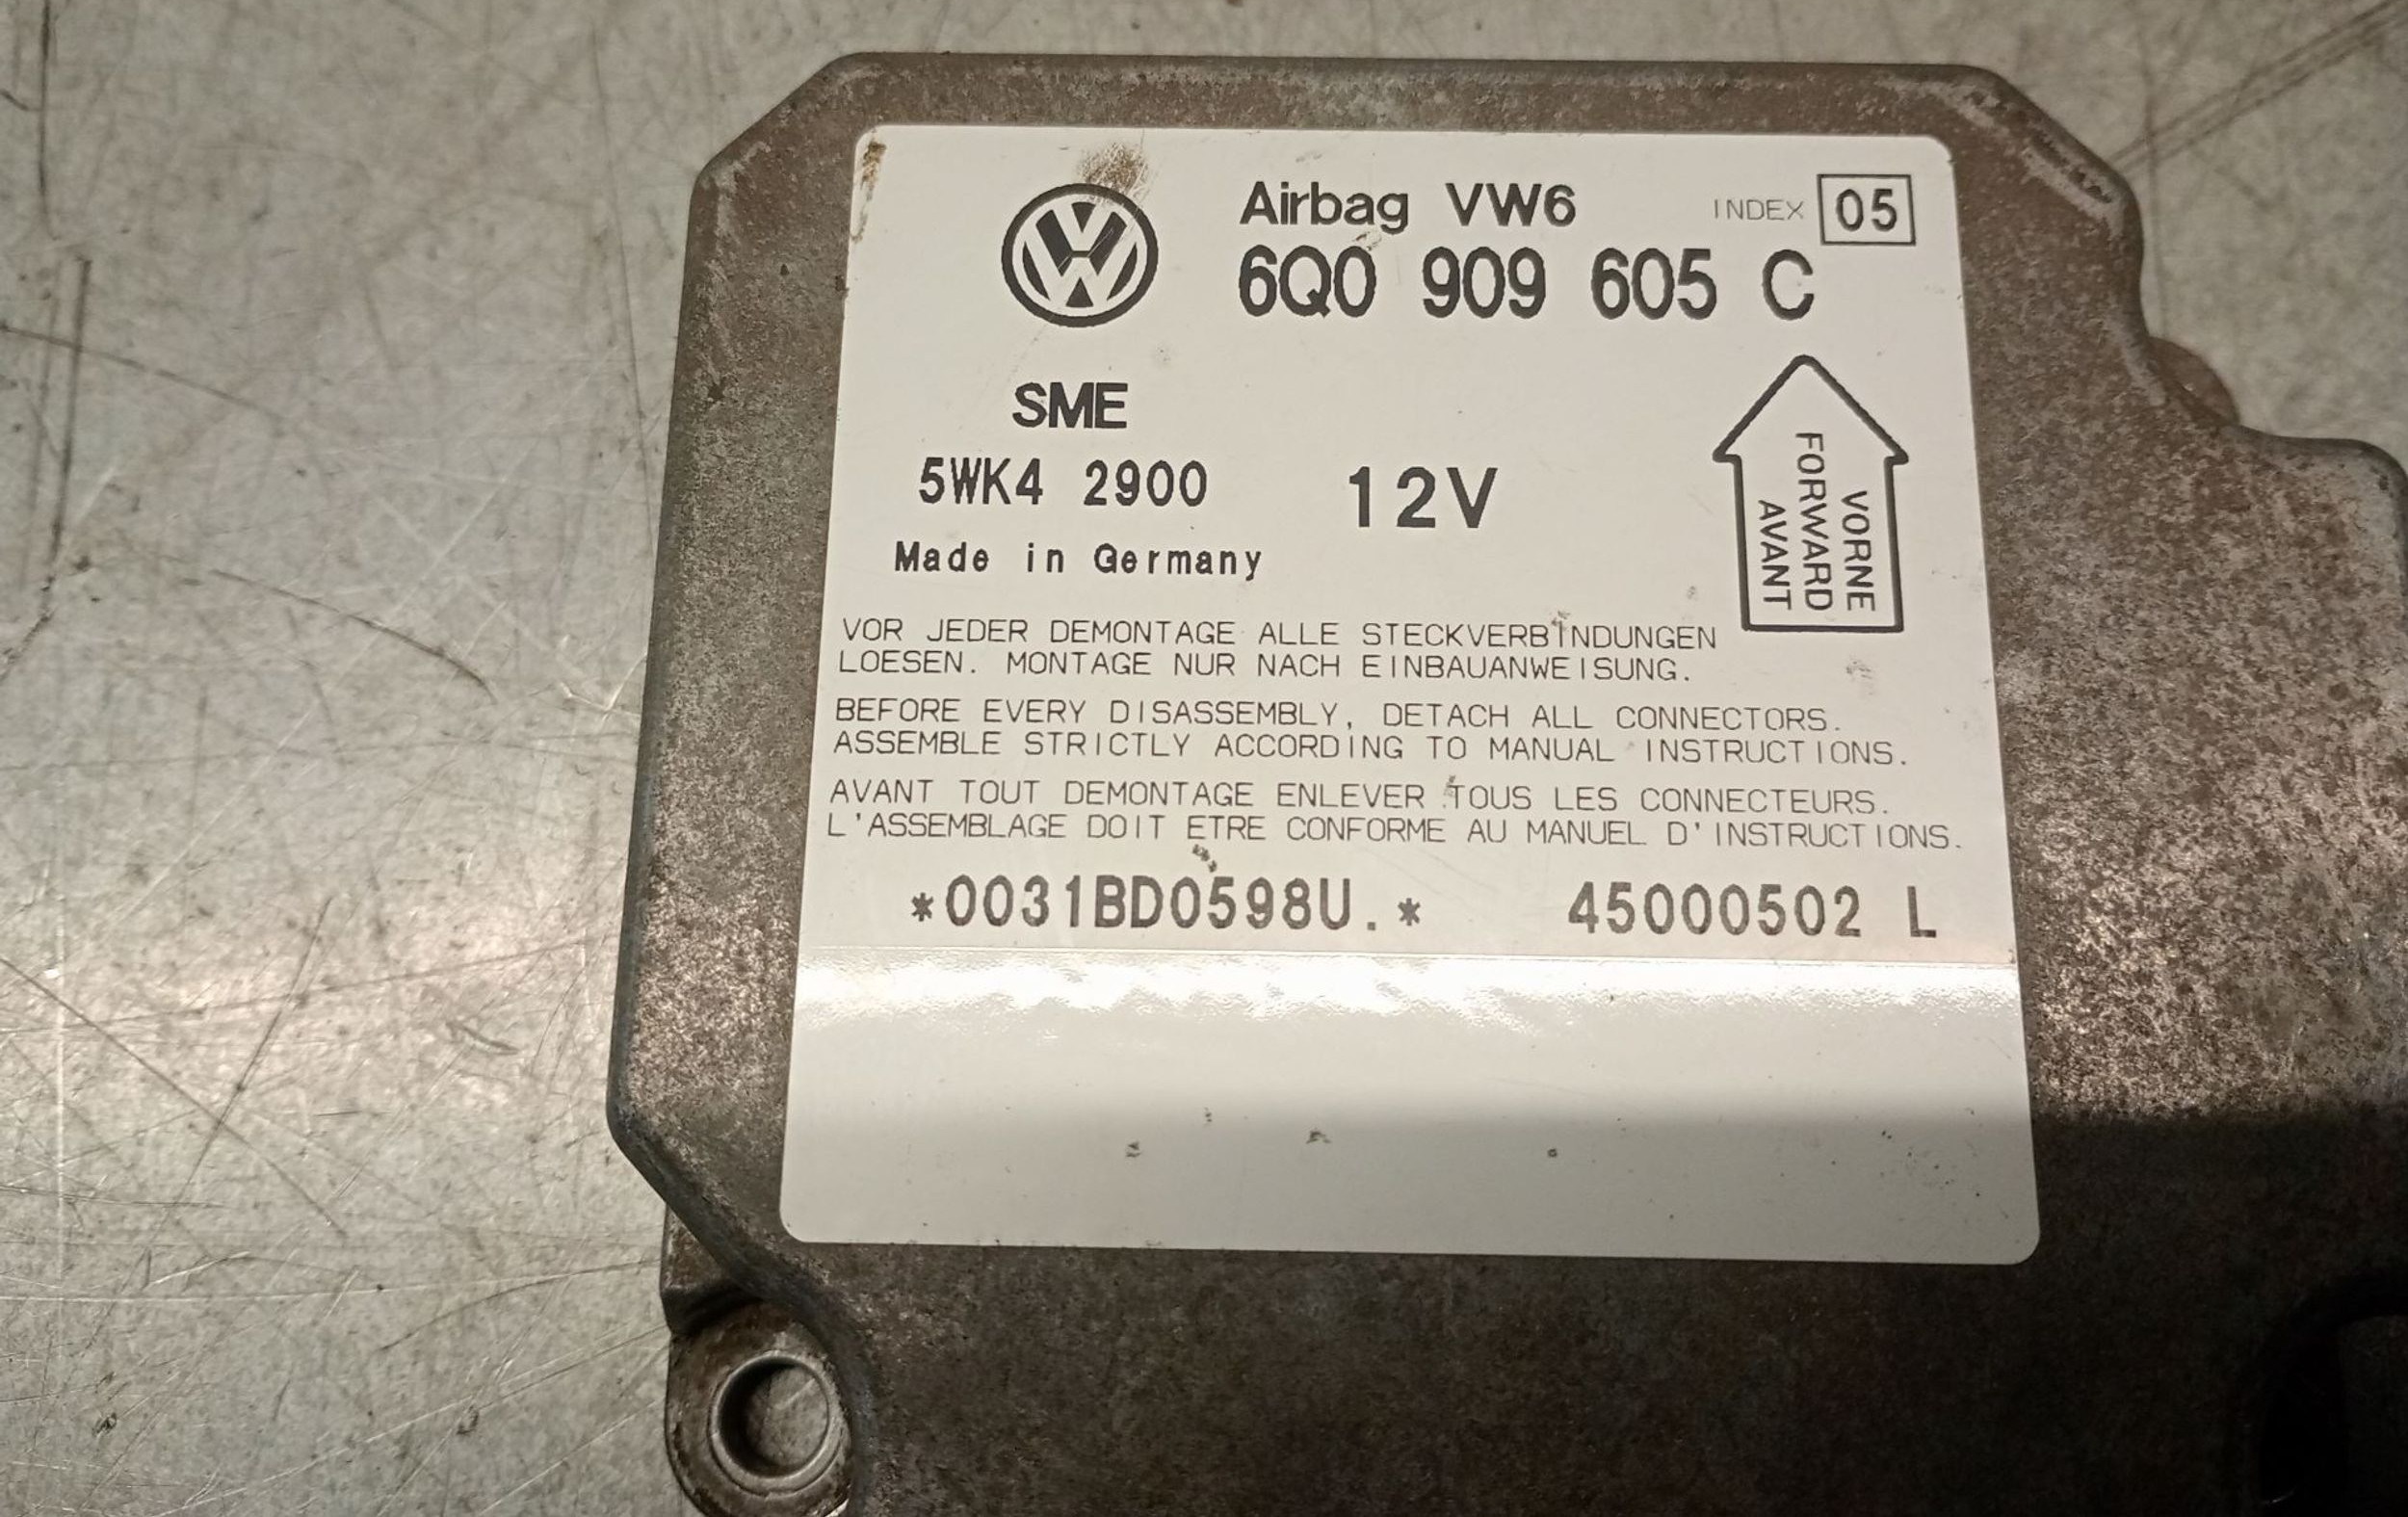 Airbag VW6 INDEX 05
6Q0 909 605 C
SME
5WK4 2900 12V
Made in Germany
VORNE
FORWARD
AVANT
VOR JEDER DEMONTAGE ALLE STECKVERBINDUNGEN
LOESEN. MONTAGE NUR NACH EINBAUANWEISUNG.
BEFORE EVERY DISASSEMBLY, DETACH ALL CONNECTORS.
ASSEMBLE STRICTLY ACCORDING TO MANUAL INSTRUCTIONS.
AVANT TOUT DEMONTAGE ENLEVER TOUS LES CONNECTEURS.
L'ASSEMBLAGE DOIT ETRE CONFORME AU MANUEL D'INSTRUCTIONS.
*0031BD0598U.* 45000502 L